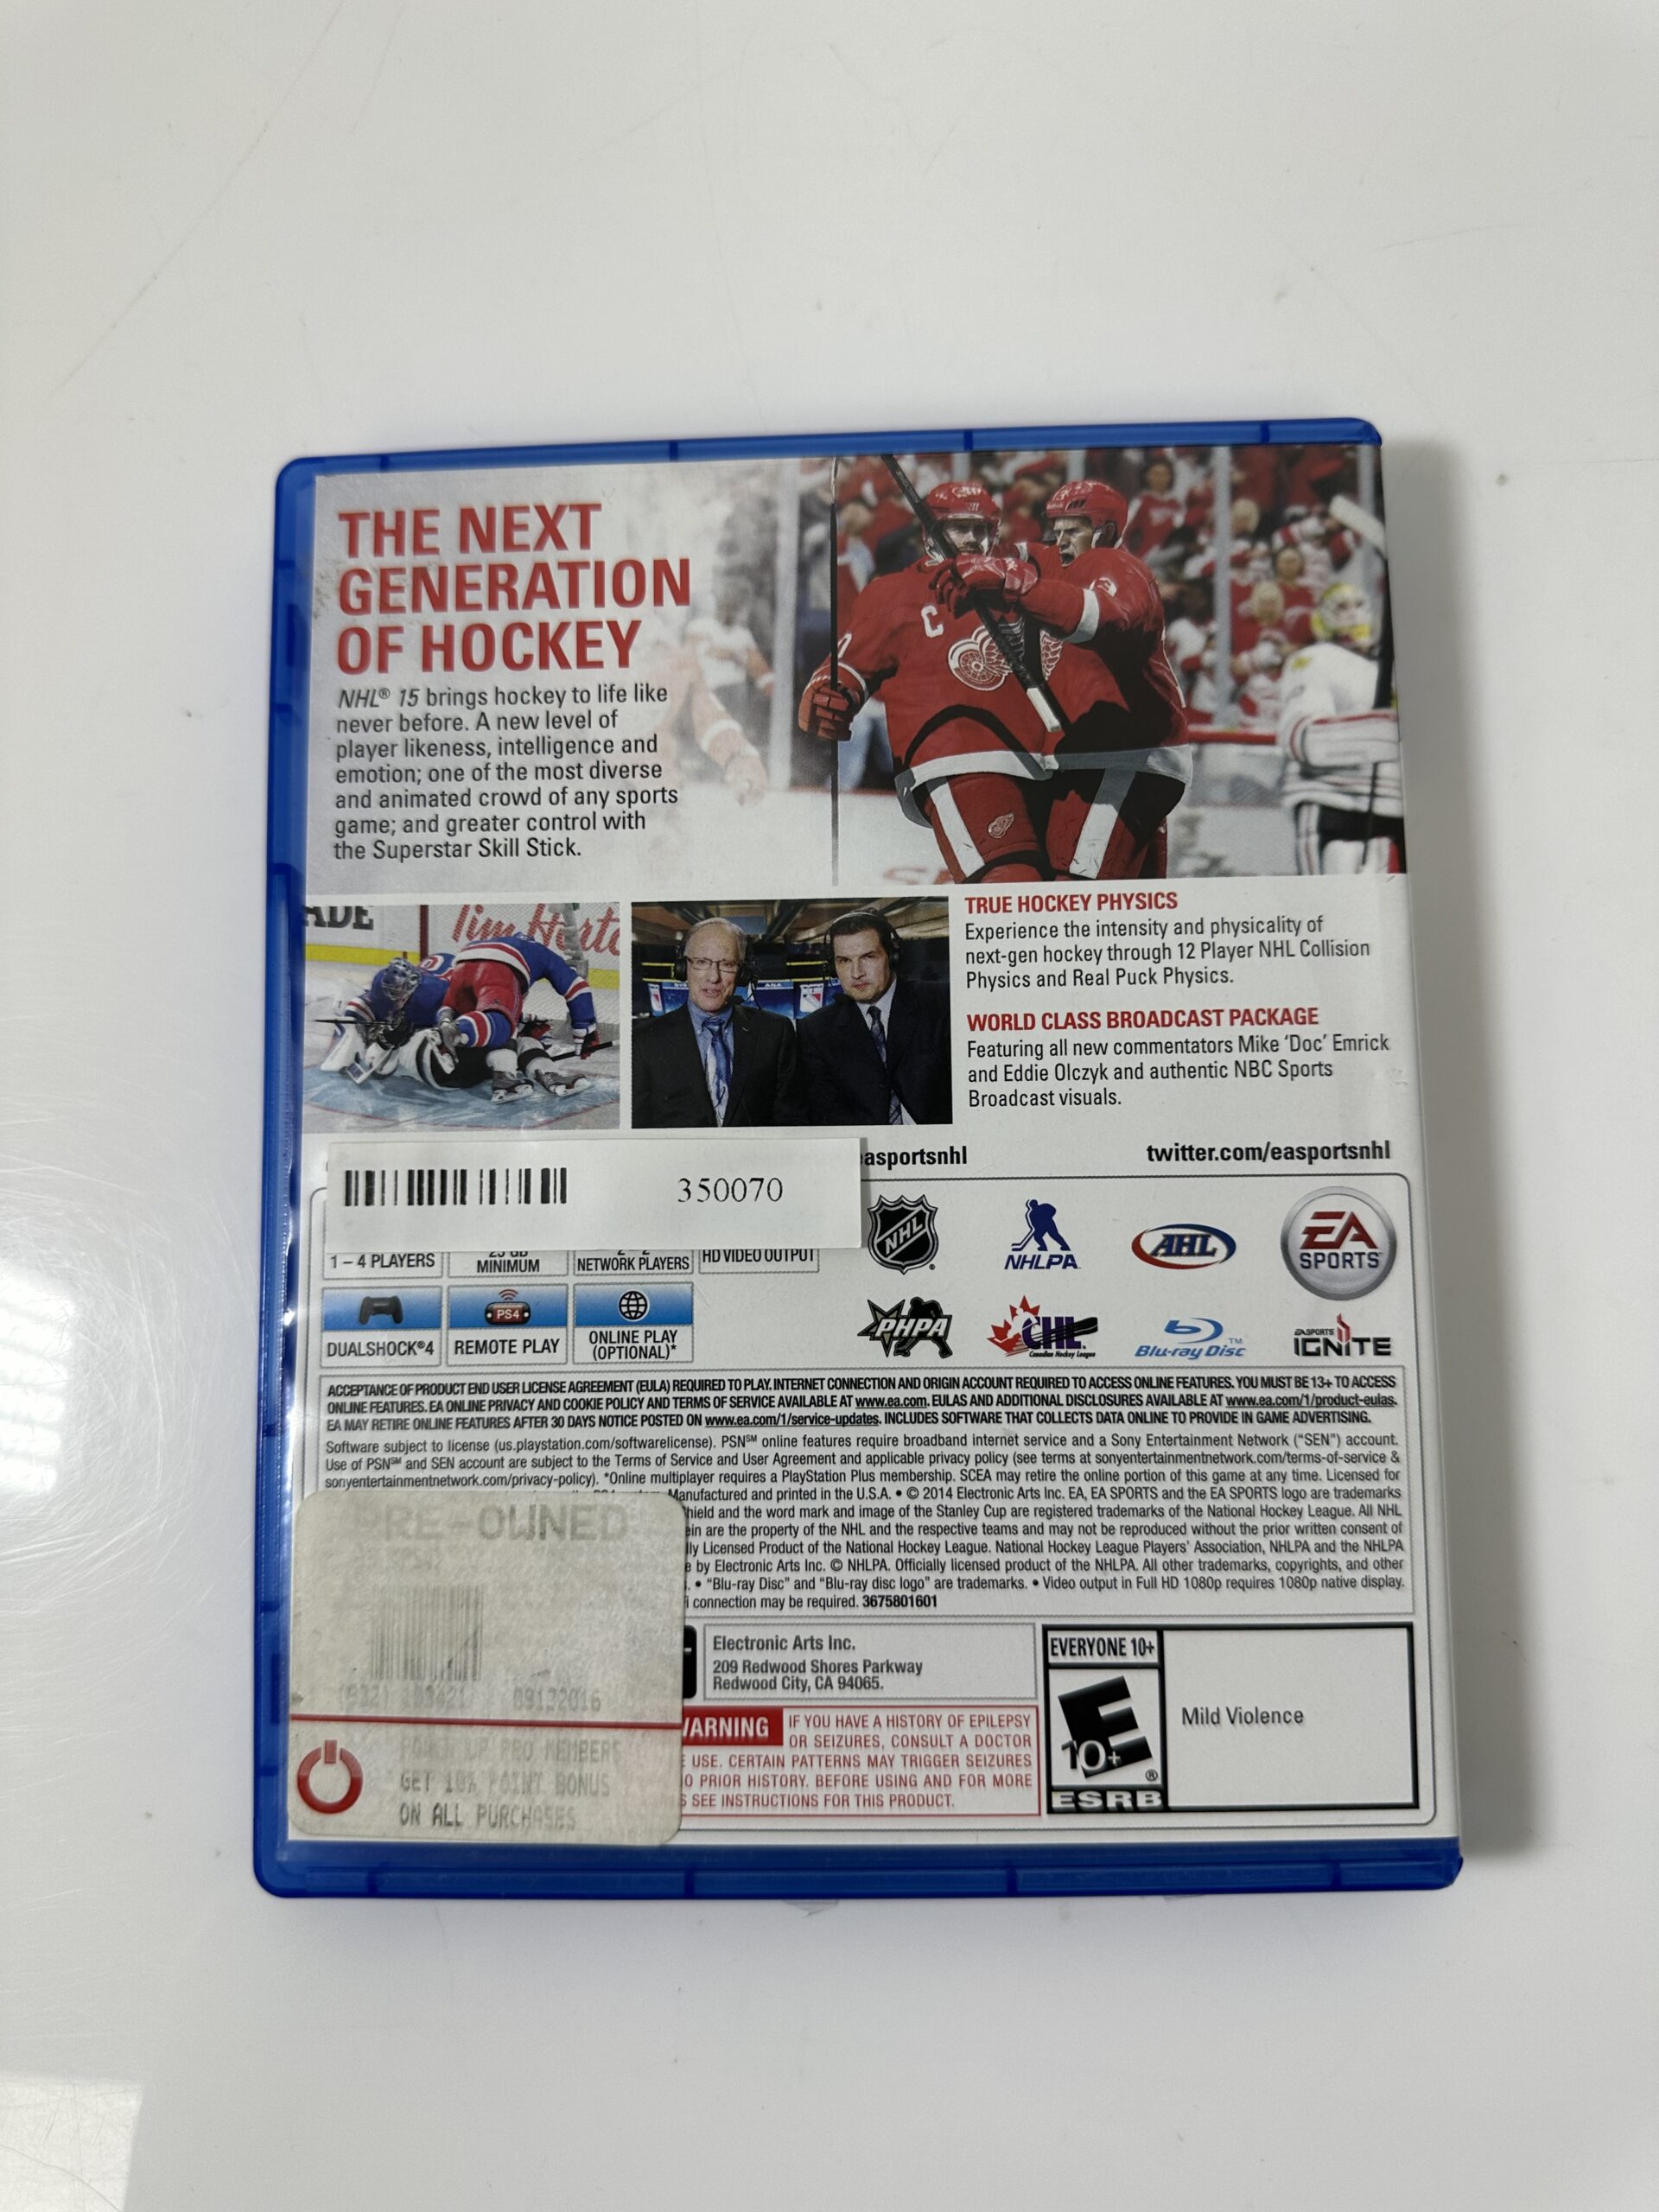 THE NEXT
GENERATION
OF HOCKEY
NHL® 15 brings hockey to life like
never before. A new level of
player likeness, intelligence and
emotion; one of the most diverse
and animated crowd of any sports
game; and greater control with
the Superstar Skill Stick.
C
ADE
Tim Horto
TRUE HOCKEY PHYSICS
Experience the intensity and physicality of
next-gen hockey through 12 Player NHL Collision
Physics and Real Puck Physics.
WORLD CLASS BROADCAST PACKAGE
Featuring all new commentators Mike ‘Doc’ Emrick
and Eddie Olczyk and authentic NBC Sports
Broadcast visuals.
easportsnhl
twitter.com/easportsnhl
350070
1 – 4 PLAYERS
25 GB
MINIMUM
NETWORK PLAYERS
HD VIDEO OUTPUT
NHL
NHLPA
AHL
EA
SPORTS
PS4
DUALSHOCK®4
REMOTE PLAY
ONLINE PLAY
(OPTIONAL)*
PHPA
CHL
Canadian Hockey League
Blu-ray Disc™
EA SPORTS
IGNITE
ACCEPTANCE OF PRODUCT END USER LICENSE AGREEMENT (EULA) REQUIRED TO PLAY. INTERNET CONNECTION AND ORIGIN ACCOUNT REQUIRED TO ACCESS ONLINE FEATURES. YOU MUST BE 13+ TO ACCESS
ONLINE FEATURES. EA ONLINE PRIVACY AND COOKIE POLICY AND TERMS OF SERVICE AVAILABLE AT www.ea.com. EULAS AND ADDITIONAL DISCLOSURES AVAILABLE AT www.ea.com/1/product-eulas.
EA MAY RETIRE ONLINE FEATURES AFTER 30 DAYS NOTICE POSTED ON www.ea.com/1/service-updates. INCLUDES SOFTWARE THAT COLLECTS DATA ONLINE TO PROVIDE IN GAME ADVERTISING.
Software subject to license (us.playstation.com/softwarelicense). PSN℠ online features require broadband internet service and a Sony Entertainment Network (“SEN”) account.
Use of PSN℠ and SEN account are subject to the Terms of Service and User Agreement and applicable privacy policy (see terms at sonyentertainmentnetwork.com/terms-of-service &
sonyentertainmentnetwork.com/privacy-policy). *Online multiplayer requires a PlayStation Plus membership. SCEA may retire the online portion of this game at any time. Licensed for
Manufactured and printed in the U.S.A. • © 2014 Electronic Arts Inc. EA, EA SPORTS and the EA SPORTS logo are trademarks
hield and the word mark and image of the Stanley Cup are registered trademarks of the National Hockey League. All NHL
ein are the property of the NHL and the respective teams and may not be reproduced without the prior written consent of
lly Licensed Product of the National Hockey League. National Hockey League Players' Association, NHLPA and the NHLPA
e by Electronic Arts Inc. © NHLPA. Officially licensed product of the NHLPA. All other trademarks, copyrights, and other
. • “Blu-ray Disc” and “Blu-ray disc logo” are trademarks. • Video output in Full HD 1080p requires 1080p native display.
i connection may be required. 3675801601
PRE-OWNED
09132016
POWER UP PRO MEMBERS
GET 10% POINT BONUS
ON ALL PURCHASES
Electronic Arts Inc.
209 Redwood Shores Parkway
Redwood City, CA 94065.
WARNING IF YOU HAVE A HISTORY OF EPILEPSY
OR SEIZURES, CONSULT A DOCTOR
E USE. CERTAIN PATTERNS MAY TRIGGER SEIZURES
O PRIOR HISTORY. BEFORE USING AND FOR MORE
S SEE INSTRUCTIONS FOR THIS PRODUCT.
EVERYONE 10+
E
10+
®
ESRB
Mild Violence